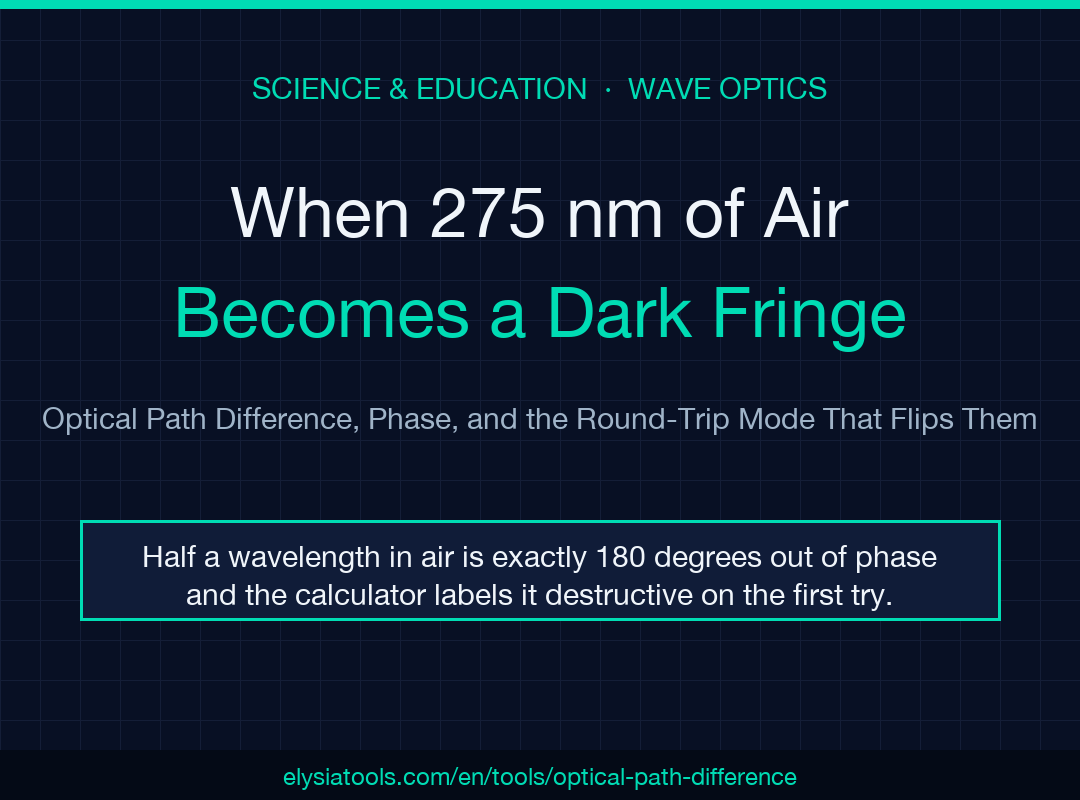 SCIENCE & EDUCATION · WAVE OPTICS
When 275 nm of Air
Becomes a Dark Fringe
Optical Path Difference, Phase, and the Round-Trip Mode That Flips Them
Half a wavelength in air is exactly 180 degrees out of phase
and the calculator labels it destructive on the first try.
elysiatools.com/en/tools/optical-path-difference